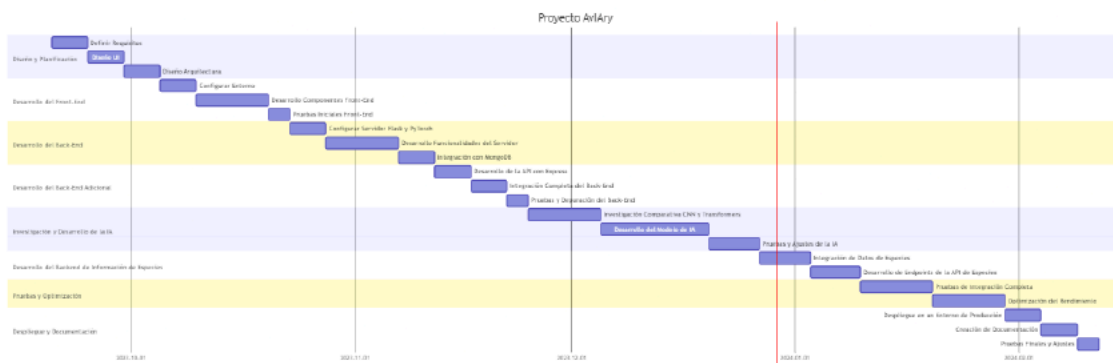 Proyecto AvIAry
Definir Requisitos
Diseño y Planificación
Diseño UI
Diseño Arquitectura
Configurar Entorno
Desarrollo del Front-End
Desarrollo Componentes Front-End
Pruebas Iniciales Front-End
Configurar Servidor Flask y PyTorch
Desarrollo del Back-End
Desarrollo Funcionalidades del Servidor
Integración con MongoDB
Desarrollo de la API con Express
Desarrollo del Back-End Adicional
Integración Completa del Back-End
Pruebas y Depuración del Back-End
Investigación Comparativa CNN vs Transformers
Investigación y Desarrollo de la IA
Desarrollo del Modelo de IA
Pruebas y Ajustes de la IA
Integración de Datos de Especies
Desarrollo del Backend de Información de Especies
Desarrollo de Endpoints de la API de Especies
Pruebas de Integración Completa
Pruebas y Optimización
Optimización del Rendimiento
Despliegue en un Entorno de Producción
Despliegue y Documentación
Creación de Documentación
Pruebas Finales y Ajustes